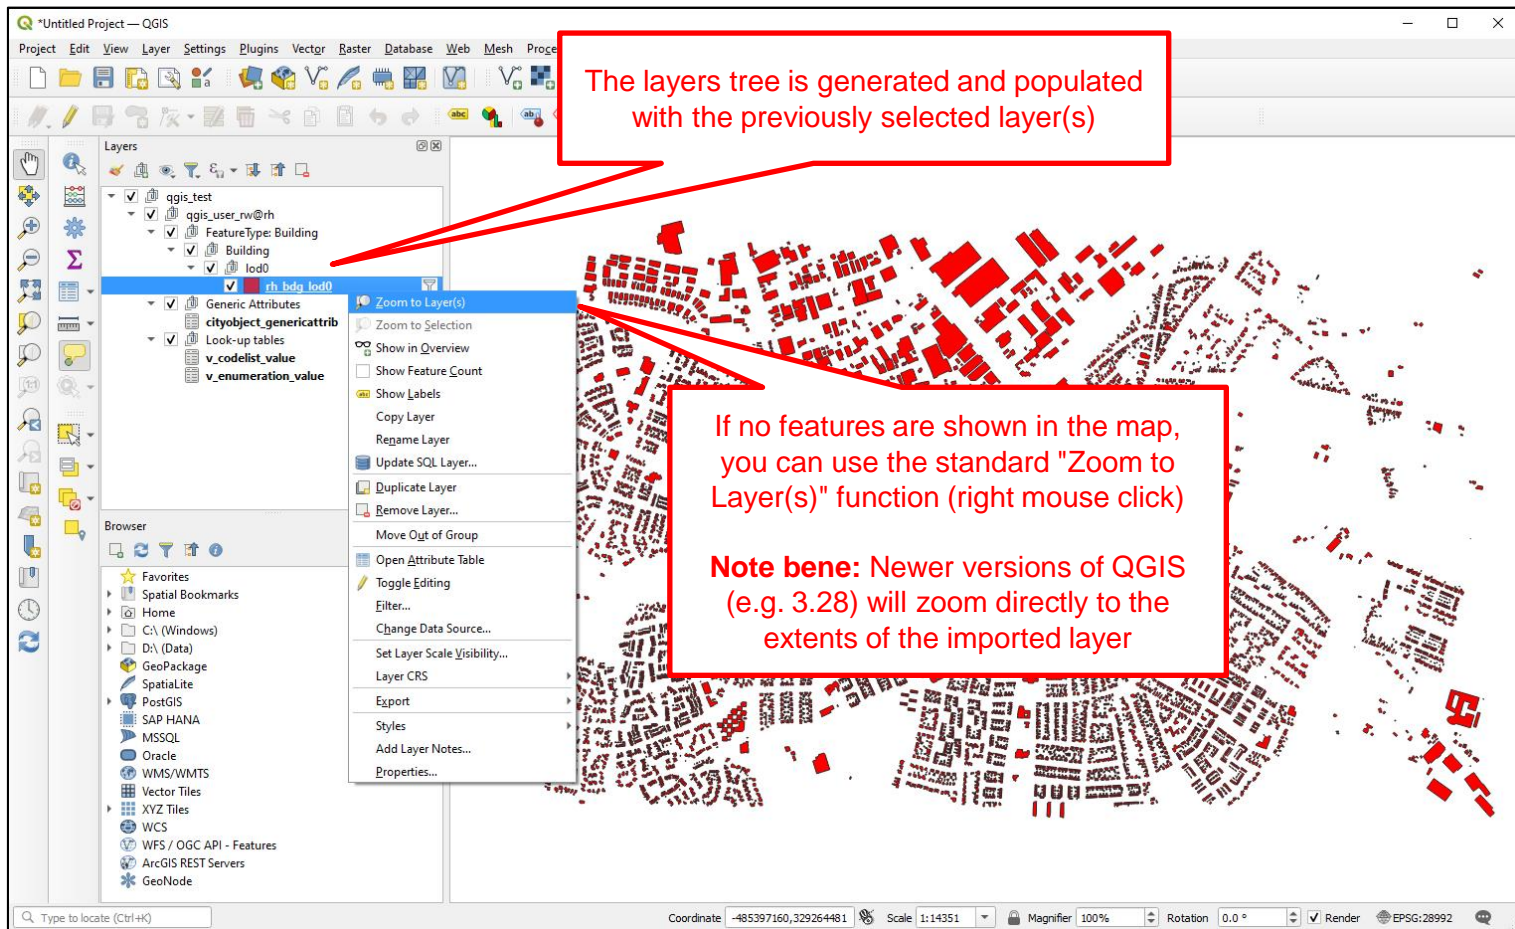 *Untitled Project — QGIS
Project Edit View Layer Settings Plugins Vector Raster Database Web Mesh
The layers tree is generated and populated
with the previously selected layer(s)
abc
Layers
qgis_test
qgis_user_rw@rh
FeatureType: Building
Building
lod0
rh_bdg_lod0
Generic Attributes
cityobject_genericattrib
Look-up tables
v_codelist_value
v_enumeration_value
Zoom to Layer(s)
Zoom to Selection
Show in Overview
Show Feature Count
Show Labels
Copy Layer
Rename Layer
Update SQL Layer...
Duplicate Layer
Remove Layer...
Move Out of Group
Open Attribute Table
Toggle Editing
Filter...
Change Data Source...
Set Layer Scale Visibility...
Layer CRS
Export
Styles
Add Layer Notes...
Properties...
If no features are shown in the map,
you can use the standard "Zoom to
Layer(s)" function (right mouse click)
Note bene: Newer versions of QGIS
(e.g. 3.28) will zoom directly to the
extents of the imported layer
Browser
Favorites
Spatial Bookmarks
Home
C:\ (Windows)
D:\ (Data)
GeoPackage
SpatiaLite
PostGIS
SAP HANA
MSSQL
Oracle
WMS/WMTS
Vector Tiles
XYZ Tiles
WCS
WFS / OGC API - Features
ArcGIS REST Servers
GeoNode
Type to locate (Ctrl+K)
Coordinate -485397160,329264481 Scale 1:14351 Magnifier 100% Rotation 0.0 ° Render EPSG:28992